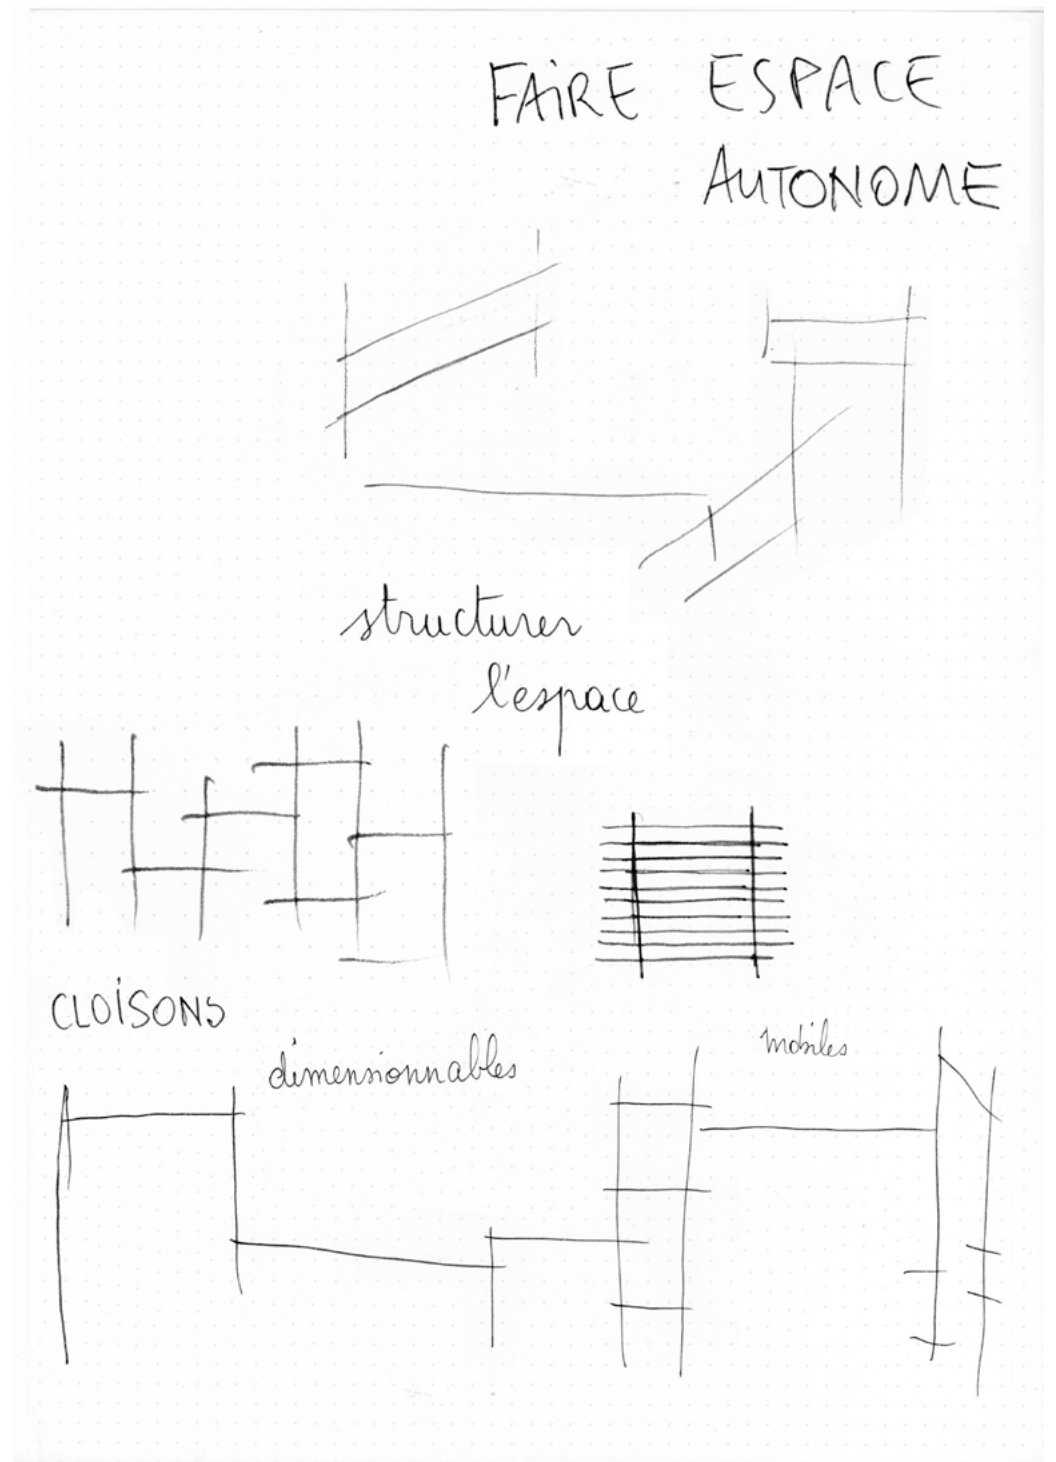 FAIRE ESPACE
AUTONOME
structurer
l'espace
CLOISONS
dimensionnables
mobiles